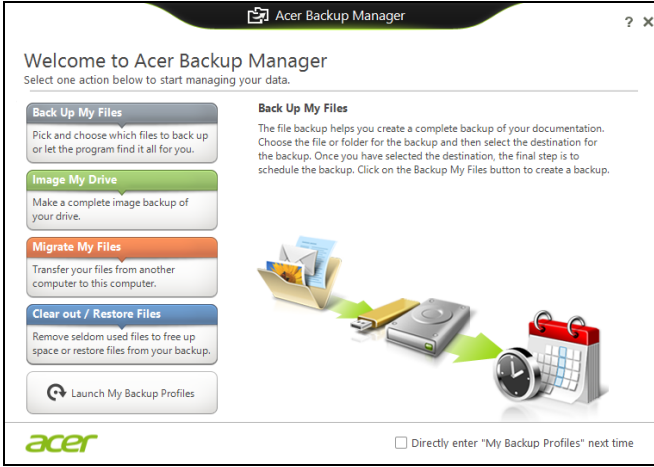 Acer Backup Manager
? X
Welcome to Acer Backup Manager
Select one action below to start managing your data.
Back Up My Files
Pick and choose which files to back up
or let the program find it all for you.
Image My Drive
Make a complete image backup of
your drive.
Migrate My Files
Transfer your files from another
computer to this computer.
Clear out / Restore Files
Remove seldom used files to free up
space or restore files from your backup.
Launch My Backup Profiles
Back Up My Files
The file backup helps you create a complete backup of your documentation.
Choose the file or folder for the backup and then select the destination for
the backup. Once you have selected the destination, the final step is to
schedule the backup. Click on the Backup My Files button to create a backup.
acer
Directly enter "My Backup Profiles" next time